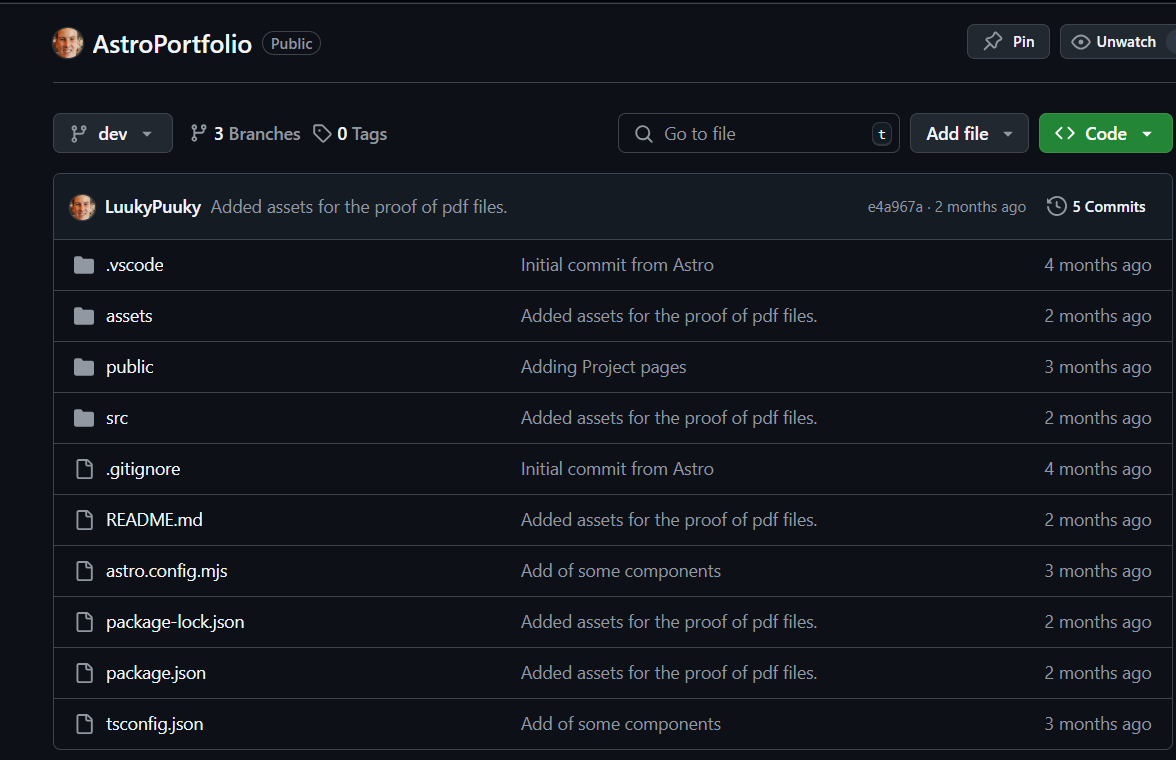 AstroPortfolio Public Pin Unwatch
dev 3 Branches 0 Tags Go to file t Add file Code
LuukyPuuky Added assets for the proof of pdf files. e4a967a · 2 months ago 5 Commits
.vscode Initial commit from Astro 4 months ago
assets Added assets for the proof of pdf files. 2 months ago
public Adding Project pages 3 months ago
src Added assets for the proof of pdf files. 2 months ago
.gitignore Initial commit from Astro 4 months ago
README.md Added assets for the proof of pdf files. 2 months ago
astro.config.mjs Add of some components 3 months ago
package-lock.json Added assets for the proof of pdf files. 2 months ago
package.json Added assets for the proof of pdf files. 2 months ago
tsconfig.json Add of some components 3 months ago